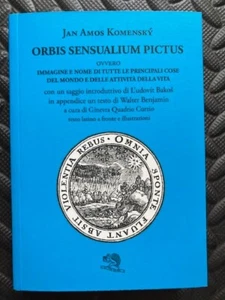 JAN AMOS KOMENSKÝ
ORBIS SENSUALIUM PICTUS
OVVERO
IMMAGINE E NOME DI TUTTE LE PRINCIPALI COSE
DEL MONDO E DELLE ATTIVITÀ DELLA VITA
con un saggio introduttivo di Ľudovít Bakoš
in appendice un testo di Walter Benjamin
a cura di Ginevra Quadrio Curzio
testo latino a fronte e illustrazioni
OMNIA SPONTE FLUANT ABSIT VIOLENTIA REBUS